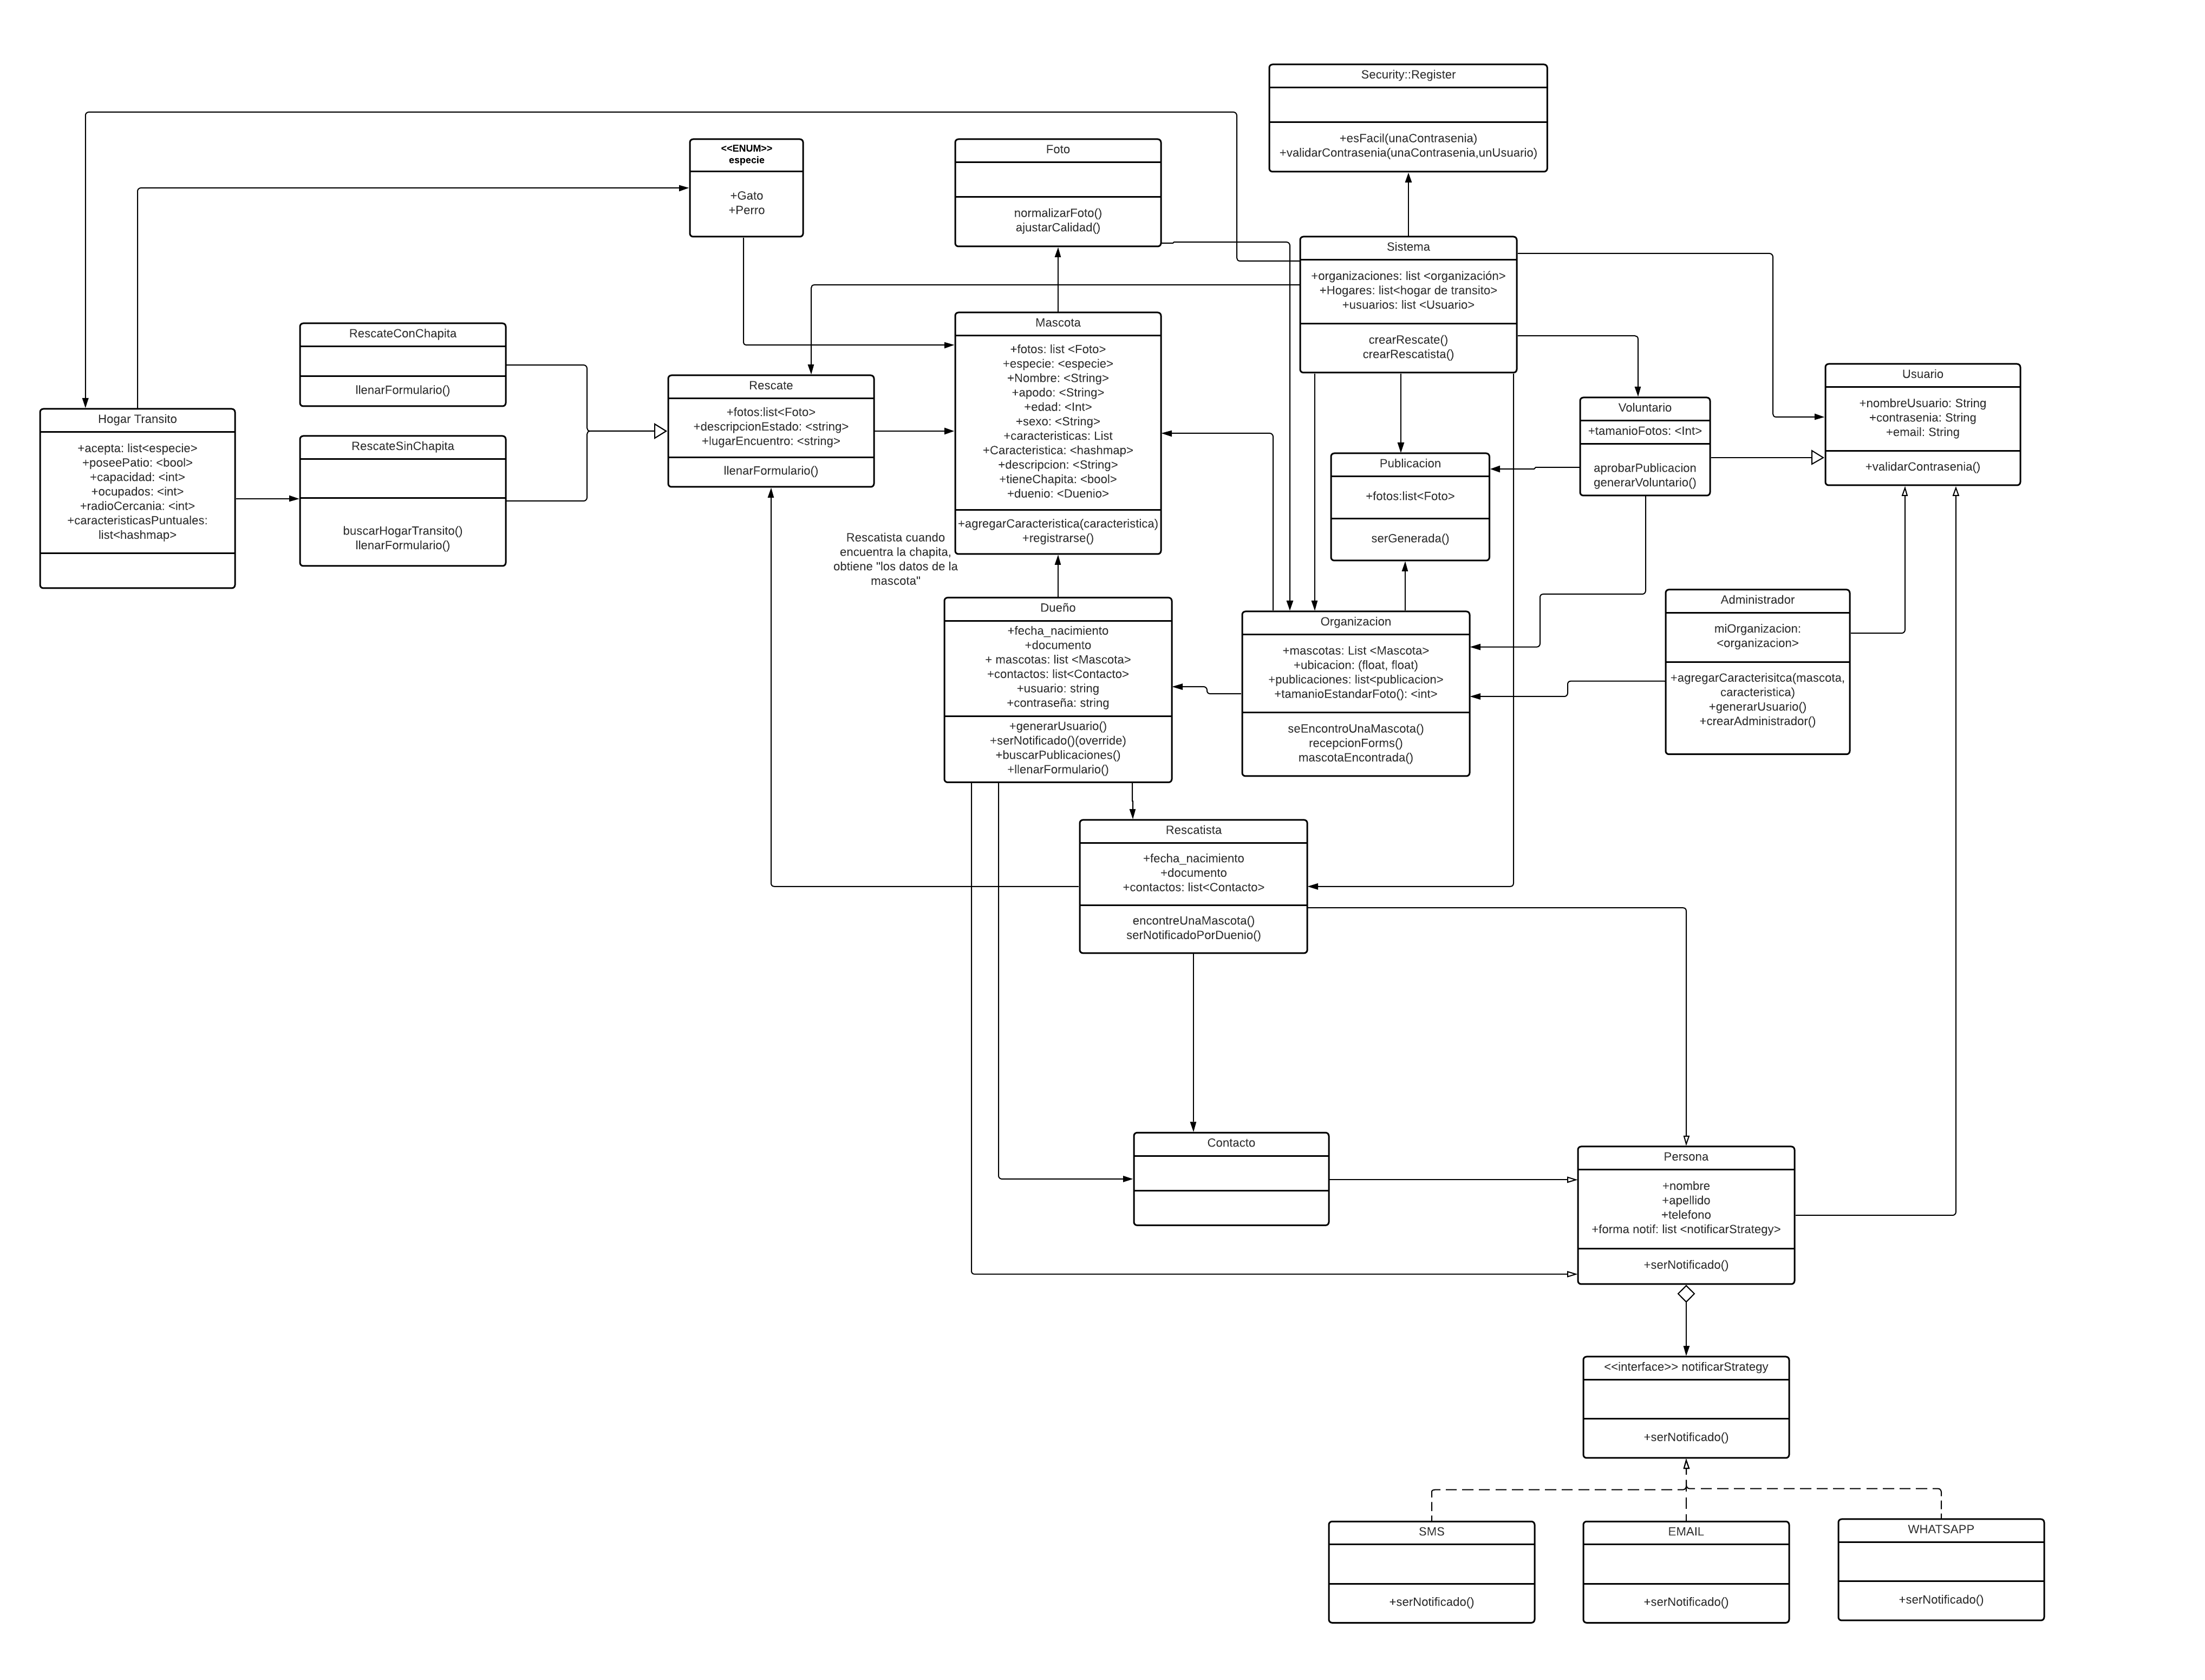 Security::Register
+esFacil(unaContrasenia)
+validarContrasenia(unaContrasenia,unUsuario)
<<ENUM>>
especie
+Gato
+Perro
Foto
normalizarFoto()
ajustarCalidad()
Sistema
+organizaciones: list <organización>
+Hogares: list<hogar de transito>
+usuarios: list <Usuario>
crearRescate()
crearRescatista()
Mascota
+fotos: list <Foto>
+especie: <especie>
+Nombre: <String>
+apodo: <String>
+edad: <Int>
+sexo: <String>
+caracteristicas: List
+Caracteristica: <hashmap>
+descripcion: <String>
+tieneChapita: <bool>
+duenio: <Duenio>
+agregarCaracteristica(caracteristica)
+registrarse()
RescateConChapita
llenarFormulario()
Rescate
+fotos:list<Foto>
+descripcionEstado: <string>
+lugarEncuentro: <string>
llenarFormulario()
Usuario
+nombreUsuario: String
+contrasenia: String
+email: String
+validarContrasenia()
Voluntario
+tamanioFotos: <Int>
aprobarPublicacion
generarVoluntario()
Hogar Transito
+acepta: list<especie>
+poseePatio: <bool>
+capacidad: <int>
+ocupados: <int>
+radioCercania: <int>
+caracteristicasPuntuales:
list<hashmap>
RescateSinChapita
buscarHogarTransito()
llenarFormulario()
Publicacion
+fotos:list<Foto>
serGenerada()
Rescatista cuando
encuentra la chapita,
obtiene "los datos de la
mascota"
Dueño
+fecha_nacimiento
+documento
+ mascotas: list <Mascota>
+contactos: list<Contacto>
+usuario: string
+contraseña: string
+generarUsuario()
+serNotificado()(override)
+buscarPublicaciones()
+llenarFormulario()
Organizacion
+mascotas: List <Mascota>
+ubicacion: (float, float)
+publicaciones: list<publicacion>
+tamanioEstandarFoto(): <int>
seEncontroUnaMascota()
recepcionForms()
mascotaEncontrada()
Administrador
miOrganizacion:
<organizacion>
+agregarCaracterisitca(mascota,
caracteristica)
+generarUsuario()
+crearAdministrador()
Rescatista
+fecha_nacimiento
+documento
+contactos: list<Contacto>
encontreUnaMascota()
serNotificadoPorDuenio()
Contacto
Persona
+nombre
+apellido
+telefono
+forma notif: list <notificarStrategy>
+serNotificado()
<<interface>> notificarStrategy
+serNotificado()
SMS
+serNotificado()
EMAIL
+serNotificado()
WHATSAPP
+serNotificado()